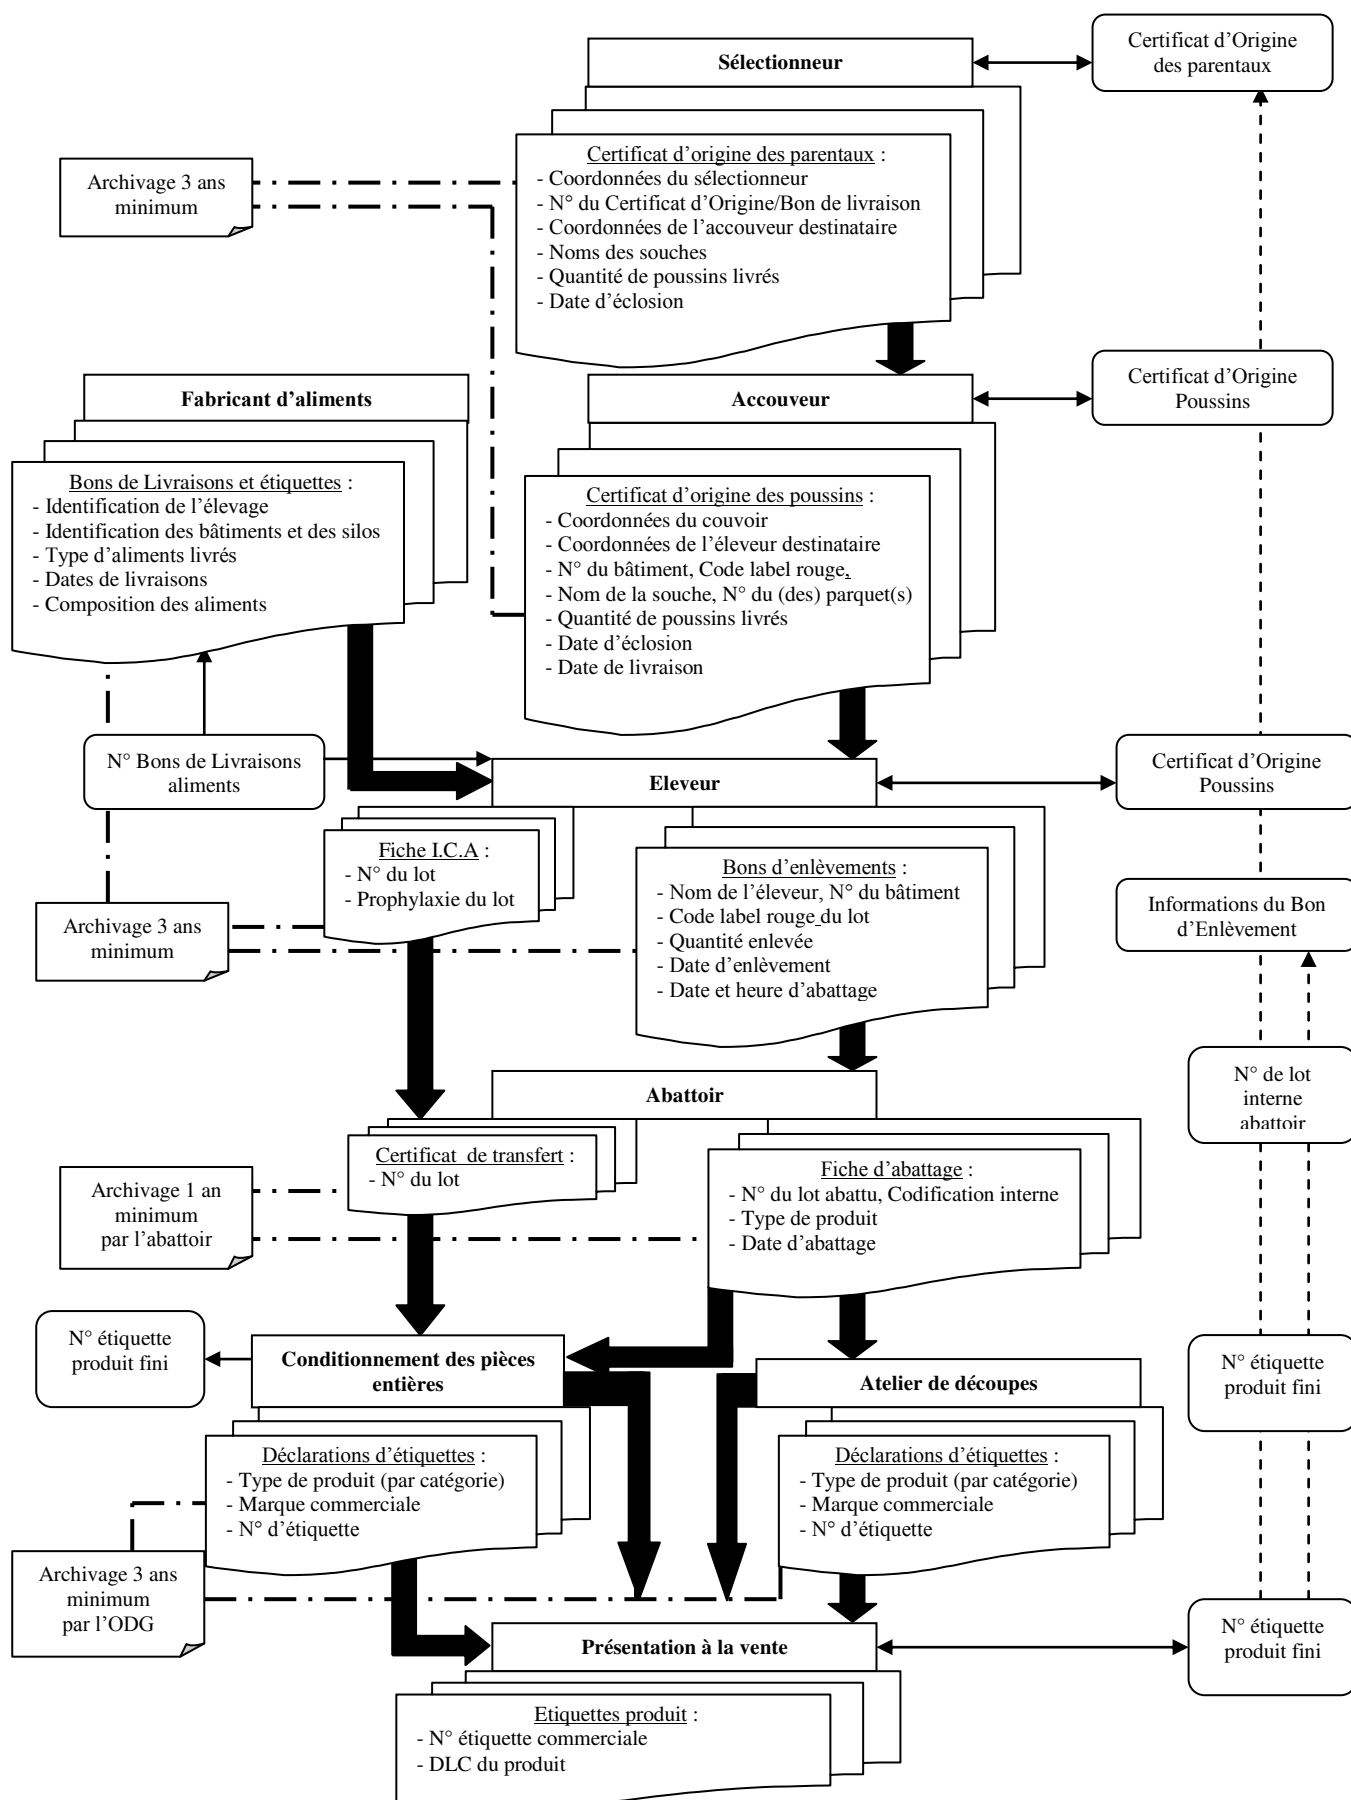 Sélectionneur
Certificat d'Origine
des parentaux
Certificat d'origine des parentaux :
- Coordonnées du sélectionneur
- N° du Certificat d'Origine/Bon de livraison
- Coordonnées de l'accouveur destinataire
- Noms des souches
- Quantité de poussins livrés
- Date d'éclosion
Archivage 3 ans
minimum
Fabricant d'aliments
Accouveur
Certificat d'Origine
Poussins
Bons de Livraisons et étiquettes :
- Identification de l'élevage
- Identification des bâtiments et des silos
- Type d'aliments livrés
- Dates de livraisons
- Composition des aliments
Certificat d'origine des poussins :
- Coordonnées du couvoir
- Coordonnées de l'éleveur destinataire
- N° du bâtiment, Code label rouge,
- Nom de la souche, N° du (des) parquet(s)
- Quantité de poussins livrés
- Date d'éclosion
- Date de livraison
N° Bons de Livraisons
aliments
Eleveur
Certificat d'Origine
Poussins
Fiche I.C.A :
- N° du lot
- Prophylaxie du lot
Bons d'enlèvements :
- Nom de l'éleveur, N° du bâtiment
- Code label rouge du lot
- Quantité enlevée
- Date d'enlèvement
- Date et heure d'abattage
Informations du Bon
d'Enlèvement
Archivage 3 ans
minimum
Abattoir
N° de lot
interne
abattoir
Certificat de transfert :
- N° du lot
Fiche d'abattage :
- N° du lot abattu, Codification interne
- Type de produit
- Date d'abattage
Archivage 1 an
minimum
par l'abattoir
N° étiquette
produit fini
Conditionnement des pièces
entières
Atelier de découpes
N° étiquette
produit fini
Déclarations d'étiquettes :
- Type de produit (par catégorie)
- Marque commerciale
- N° d'étiquette
Déclarations d'étiquettes :
- Type de produit (par catégorie)
- Marque commerciale
- N° d'étiquette
Archivage 3 ans
minimum
par l'ODG
Présentation à la vente
N° étiquette
produit fini
Etiquettes produit :
- N° étiquette commerciale
- DLC du produit